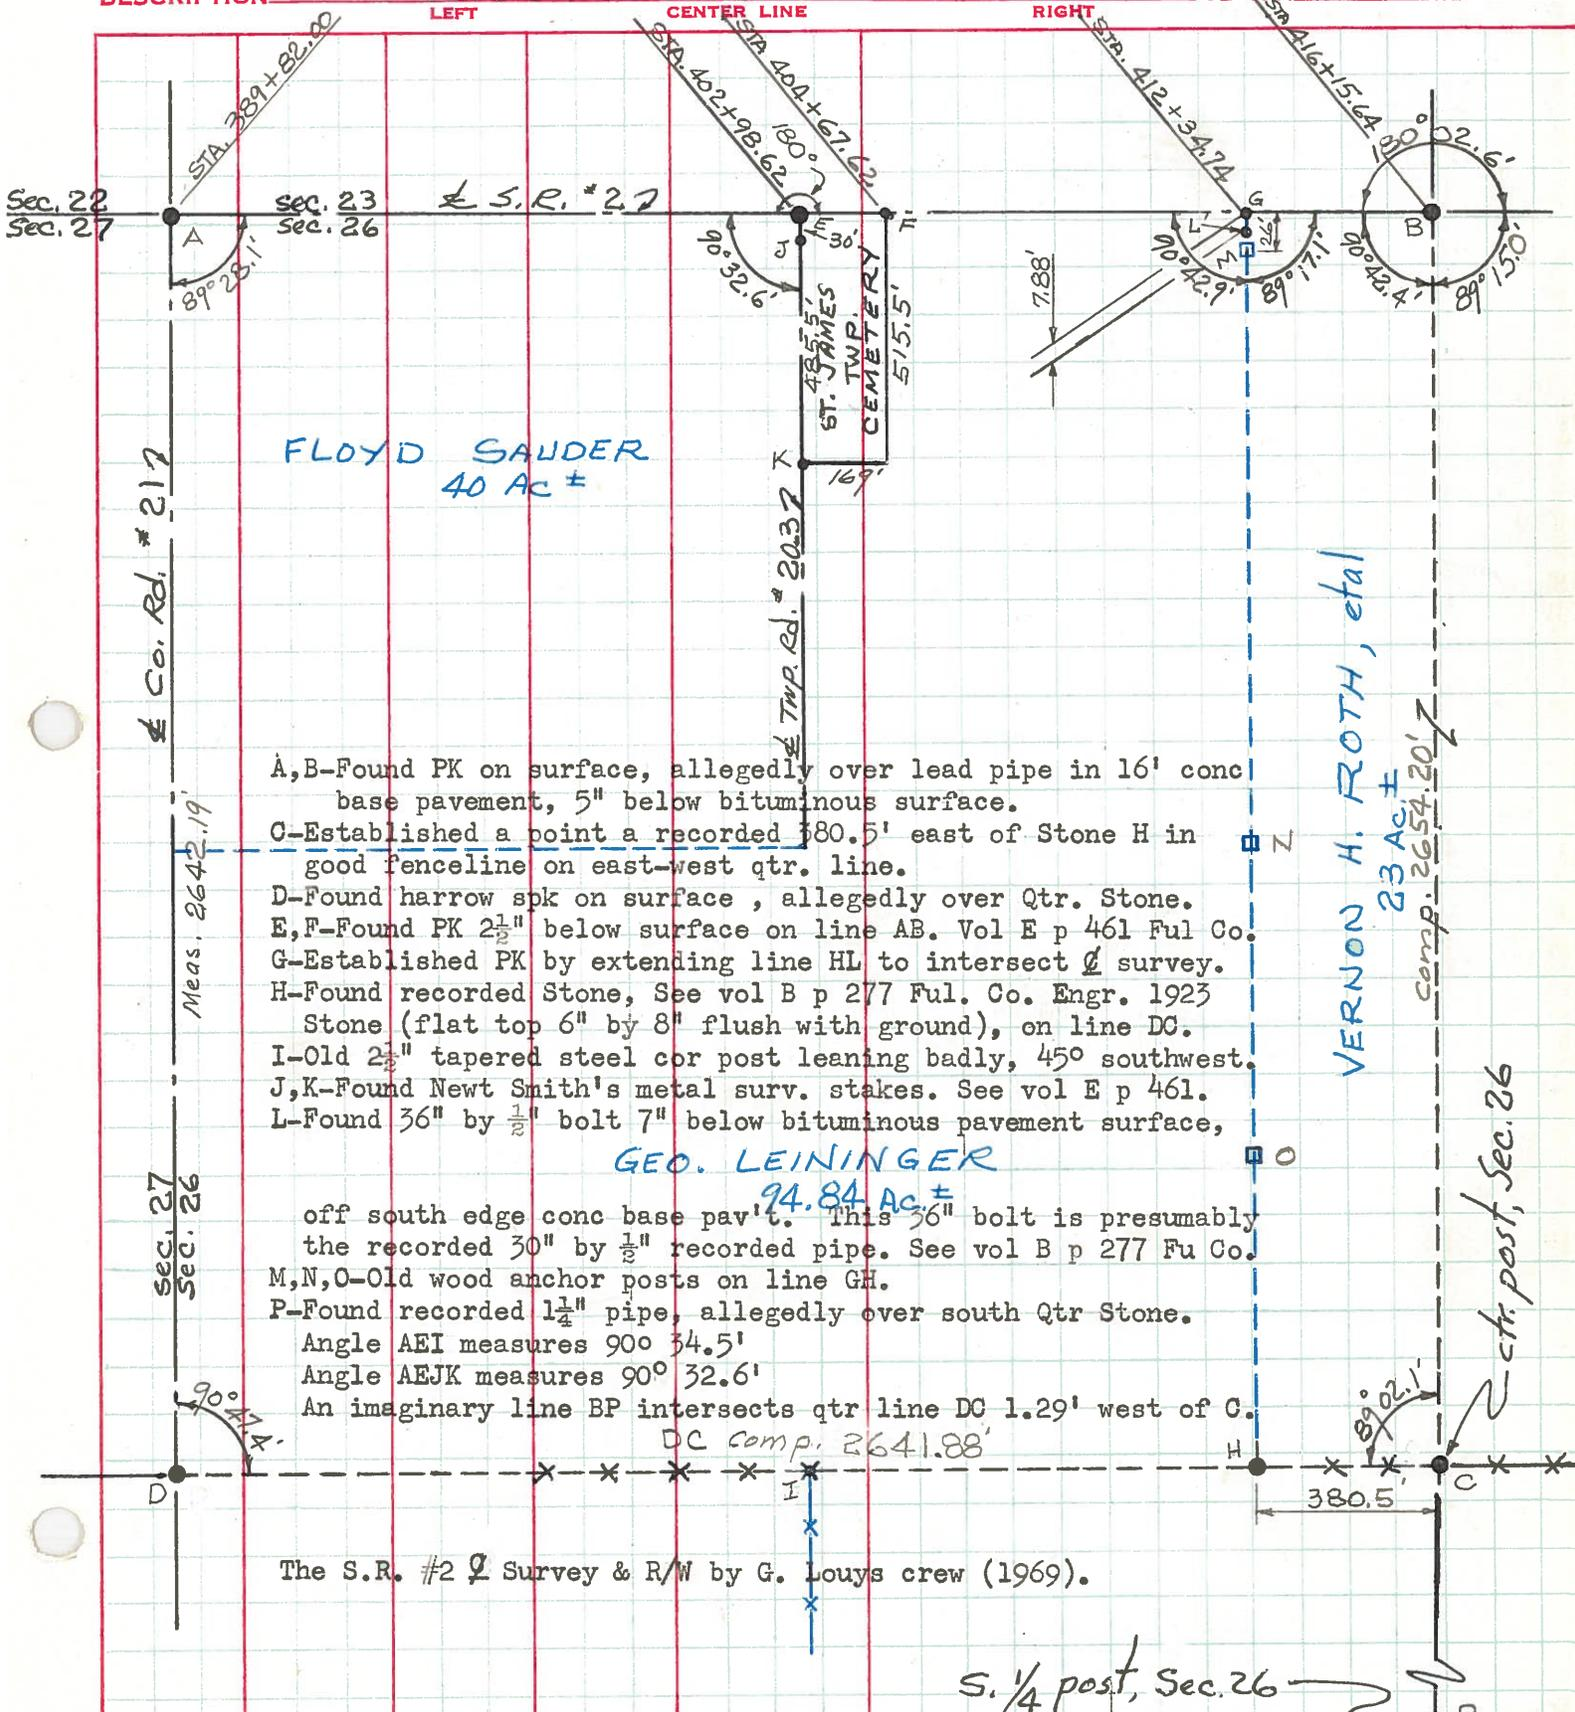 LEFT
CENTER LINE
RIGHT
STA. 389+82.00
STA. 402+98.62
STA 404+67.62
STA. 412+34.74
STA 416+15.64
180°
180° 02.6'
Sec. 22
Sec. 27
Sec. 23
Sec. 26
℄ S.R. #2
A
E
F
G
B
J
L
M
30'
26'
89° 28.1'
90° 32.6'
90° 42.9'
89° 17.1'
90° 42.4'
89° 15.0'
7.88'
485.5'
ST. JAMES
TWP.
CEMETERY
515.5'
K
169'
FLOYD SAUDER
40 Ac ±
℄ Co. Rd. #21
℄ Twp. Rd. #203
VERNON H. ROTH, etal
23 Ac. ±
comp. 2654.20'
Meas. 2642.19'
A,B-Found PK on surface, allegedly over lead pipe in 16' conc
base pavement, 5" below bituminous surface.
C-Established a point a recorded 380.5' east of Stone H in
good fenceline on east-west qtr. line.
D-Found harrow spk on surface , allegedly over Qtr. Stone.
E,F-Found PK 2½" below surface on line AB. Vol E p 461 Ful Co.
G-Established PK by extending line HL to intersect ℄ survey.
H-Found recorded Stone, See vol B p 277 Ful. Co. Engr. 1923
Stone (flat top 6" by 8" flush with ground), on line DC.
I-Old 2½" tapered steel cor post leaning badly, 45° southwest.
J,K-Found Newt Smith's metal surv. stakes. See vol E p 461.
L-Found 36" by ½" bolt 7" below bituminous pavement surface,
GEO. LEININGER
94.84 Ac. ±
off south edge conc base pav't. This 36" bolt is presumably
the recorded 30" by ½" recorded pipe. See vol B p 277 Fu Co.
M,N,O-Old wood anchor posts on line GH.
P-Found recorded 1¼" pipe, allegedly over south Qtr Stone.
Angle AEI measures 90° 34.5'
Angle AEJK measures 90° 32.6'
An imaginary line BP intersects qtr line DC 1.29' west of C.
N
O
Sec. 27
Sec. 26
ctr. post, Sec. 26
90° 47.4'
89° 02.1'
DC comp. 2641.88'
D
I
H
C
380.5'
The S.R. #2 ℄ Survey & R/W by G. Louys crew (1969).
S. 1/4 post, Sec. 26